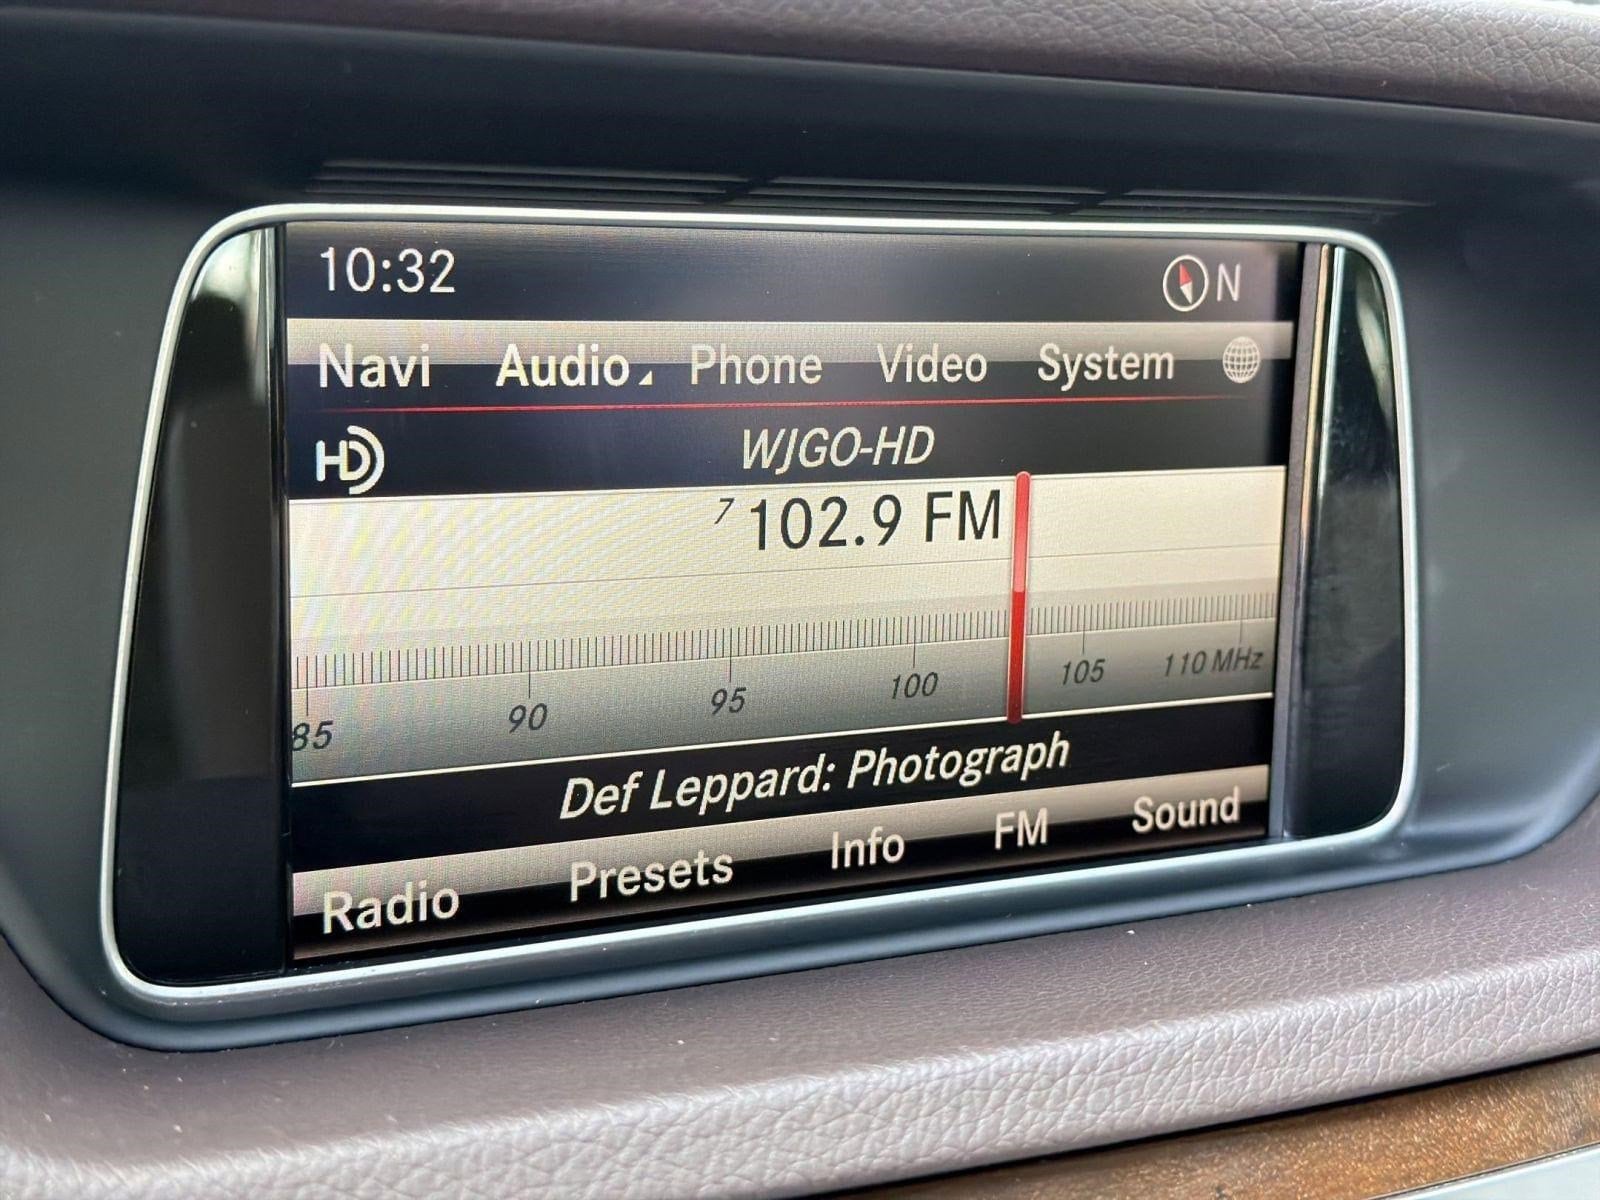 10:32 N
Navi Audio Phone Video System
HD WJGO-HD
7 102.9 FM
85 90 95 100 105 110 MHz
Def Leppard: Photograph
Radio Presets Info FM Sound